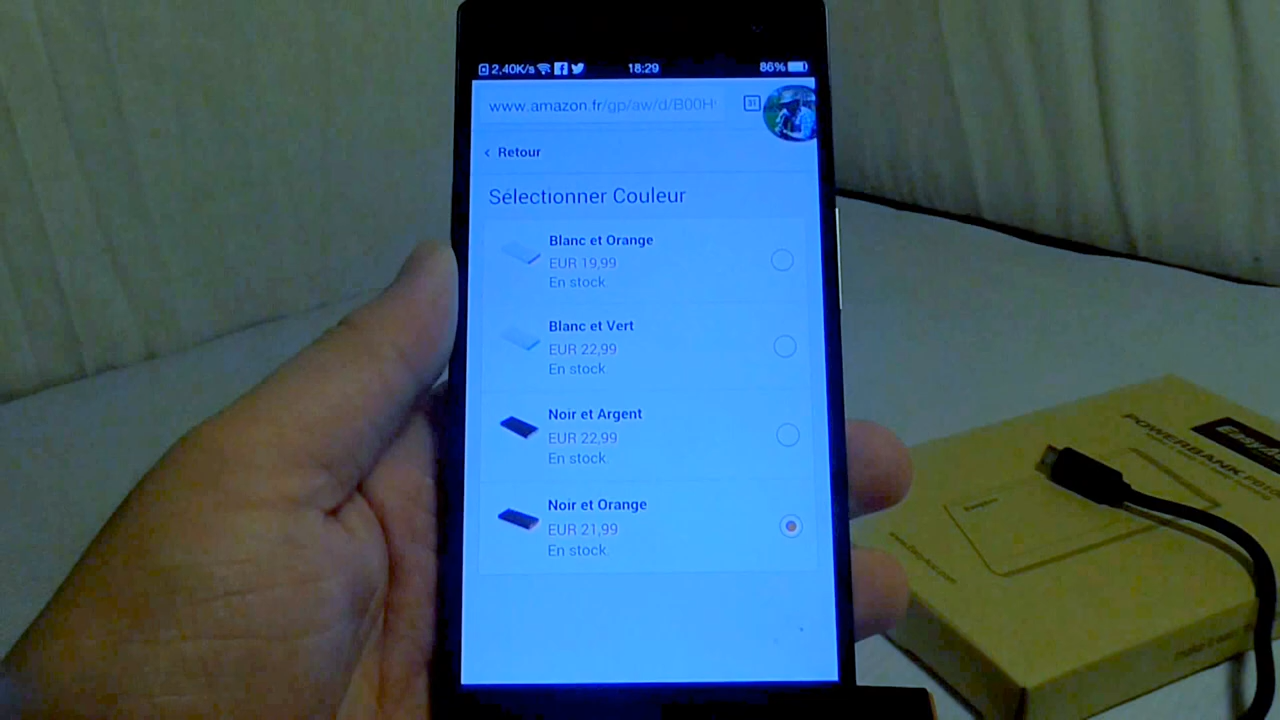 2,40K/s
18:29
86%
www.amazon.fr/gp/aw/d/B00H
31
Retour
Sélectionner Couleur
Blanc et Orange
EUR 19,99
En stock.
Blanc et Vert
EUR 22,99
En stock.
Noir et Argent
EUR 22,99
En stock.
Noir et Orange
EUR 21,99
En stock.
POWERBANK